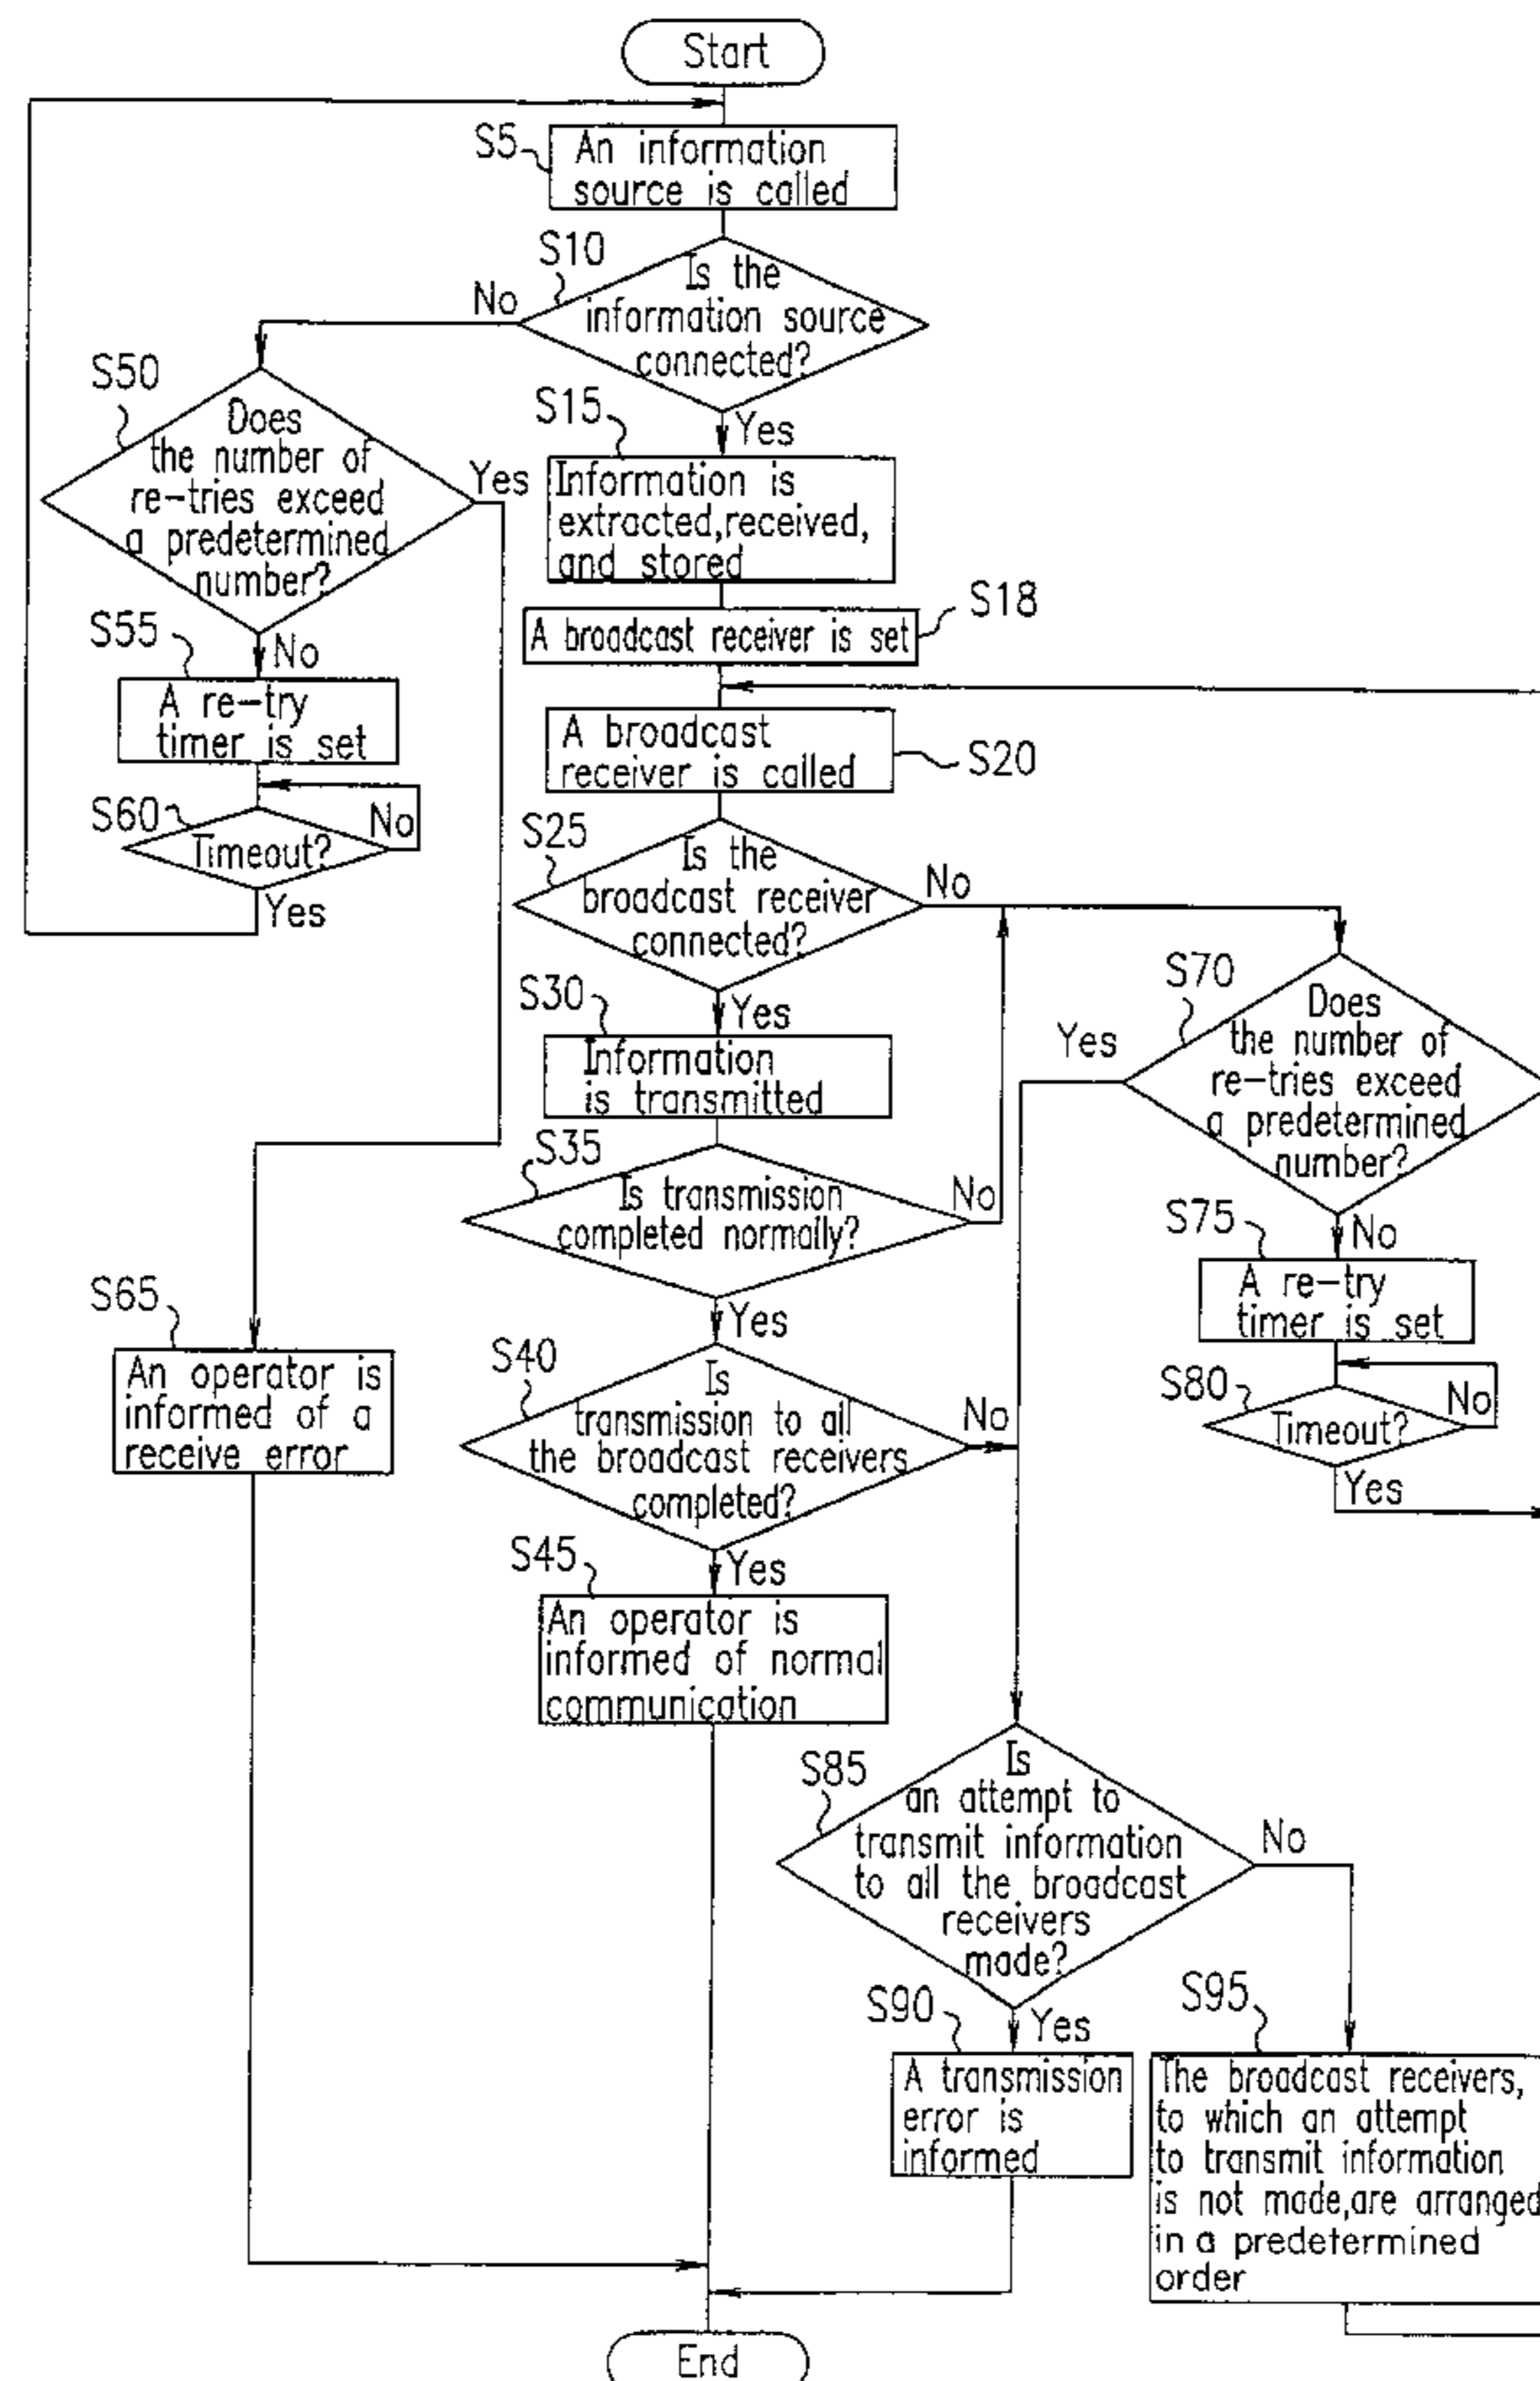 Start
S5
An information
source is called
S10
Is the
information source
connected?
No
Yes
S50
Does
the number of
re-tries exceed
a predetermined
number?
Yes
No
S15
Information is
extracted,received,
and stored
S18
A broadcast receiver is set
S55
A re-try
timer is set
S60
Timeout?
No
Yes
S20
A broadcast
receiver is called
S25
Is the
broadcast receiver
connected?
No
Yes
S30
Information
is transmitted
S70
Does
the number of
re-tries exceed
a predetermined
number?
Yes
No
S35
Is transmission
completed normally?
No
Yes
S75
A re-try
timer is set
S80
Timeout?
No
Yes
S65
An operator is
informed of a
receive error
S40
Is
transmission to all
the broadcast receivers
completed?
No
Yes
S45
An operator is
informed of normal
communication
S85
Is
an attempt to
transmit information
to all the broadcast
receivers
made?
No
Yes
S90
A transmission
error is
informed
S95
The broadcast receivers,
to which an attempt
to transmit information
is not made,are arranged
in a predetermined
order
End